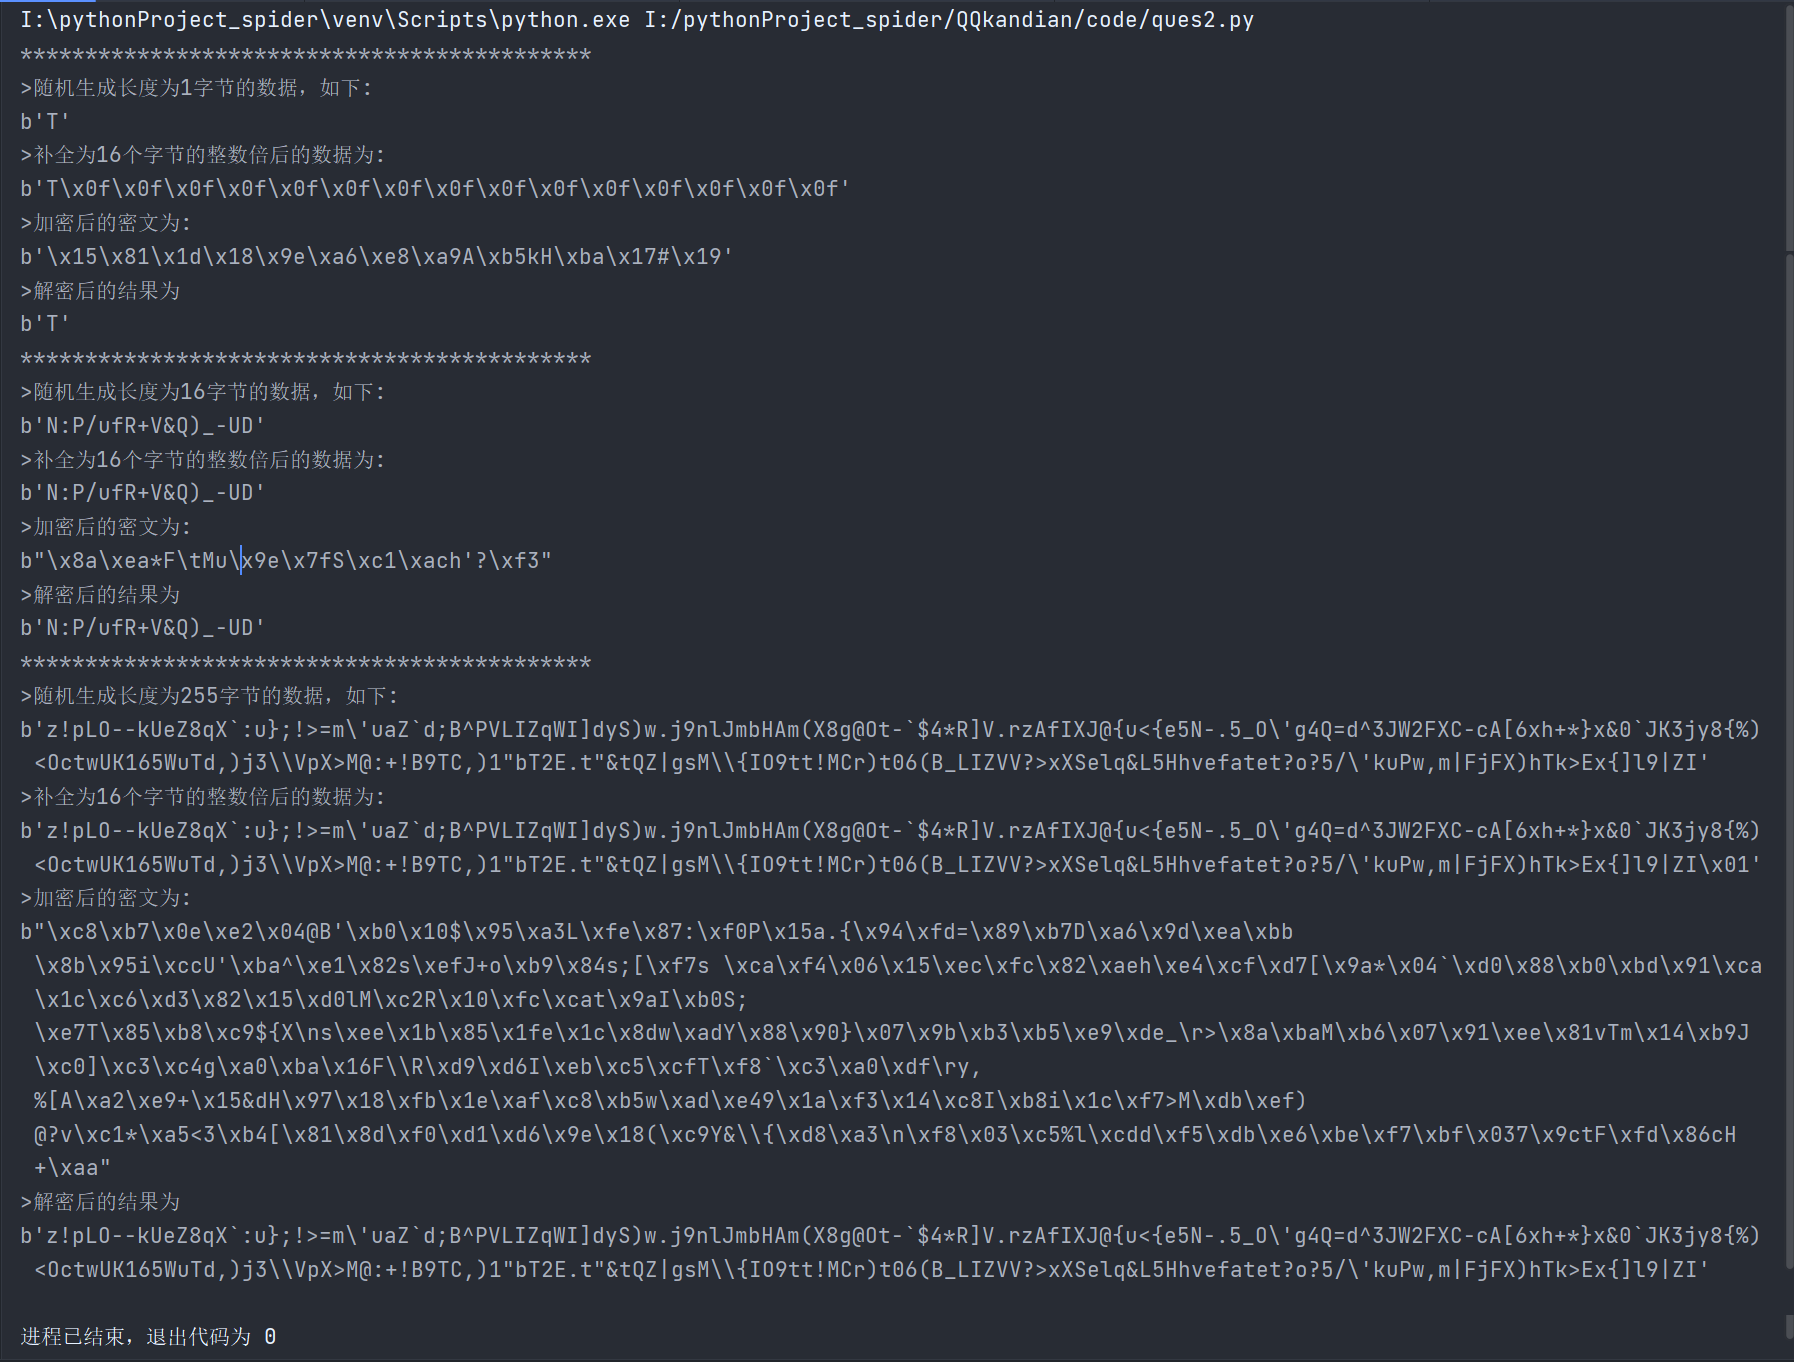 I:\pythonProject_spider\venv\Scripts\python.exe I:/pythonProject_spider/QQkandian/code/ques2.py
********************************************
>随机生成长度为1字节的数据，如下:
b'T'
>补全为16个字节的整数倍后的数据为:
b'T\x0f\x0f\x0f\x0f\x0f\x0f\x0f\x0f\x0f\x0f\x0f\x0f\x0f\x0f\x0f'
>加密后的密文为:
b'\x15\x81\x1d\x18\x9e\xa6\xe8\xa9A\xb5kH\xba\x17#\x19'
>解密后的结果为
b'T'
********************************************
>随机生成长度为16字节的数据，如下:
b'N:P/ufR+V&Q)_-UD'
>补全为16个字节的整数倍后的数据为:
b'N:P/ufR+V&Q)_-UD'
>加密后的密文为:
b"\x8a\xea*F\tMu\x9e\x7fS\xc1\xach'?\xf3"
>解密后的结果为
b'N:P/ufR+V&Q)_-UD'
********************************************
>随机生成长度为255字节的数据，如下:
b'z!pLO--kUeZ8qX`:u};!>=m\'uaZ`d;B^PVLIZqWI]dyS)w.j9nlJmbHAm(X8g@Ot-`$4*R]V.rzAfIXJ@{u<{e5N-.5_O\'g4Q=d^3JW2FXC-cA[6xh+*}x&0`JK3jy8{%)
<OctwUK165WuTd,)j3\\VpX>M@:+!B9TC,)1"bT2E.t"&tQZ|gsM\\{IO9tt!MCr)t06(B_LIZVV?>xXSelq&L5Hhvefatet?o?5/\'kuPw,m|FjFX)hTk>Ex{]l9|ZI'
>补全为16个字节的整数倍后的数据为:
b'z!pLO--kUeZ8qX`:u};!>=m\'uaZ`d;B^PVLIZqWI]dyS)w.j9nlJmbHAm(X8g@Ot-`$4*R]V.rzAfIXJ@{u<{e5N-.5_O\'g4Q=d^3JW2FXC-cA[6xh+*}x&0`JK3jy8{%)
<OctwUK165WuTd,)j3\\VpX>M@:+!B9TC,)1"bT2E.t"&tQZ|gsM\\{IO9tt!MCr)t06(B_LIZVV?>xXSelq&L5Hhvefatet?o?5/\'kuPw,m|FjFX)hTk>Ex{]l9|ZI\x01'
>加密后的密文为:
b"\xc8\xb7\x0e\xe2\x04@B'\xb0\x10$\x95\xa3L\xfe\x87:\xf0P\x15a.{\x94\xfd=\x89\xb7D\xa6\x9d\xea\xbb
\x8b\x95i\xccU'\xba^\xe1\x82s\xefJ+o\xb9\x84s;[\xf7s \xca\xf4\x06\x15\xec\xfc\x82\xaeh\xe4\xcf\xd7[\x9a*\x04`\xd0\x88\xb0\xbd\x91\xca
\x1c\xc6\xd3\x82\x15\xd0lM\xc2R\x10\xfc\xcat\x9aI\xb0S;
\xe7T\x85\xb8\xc9${X\ns\xee\x1b\x85\x1fe\x1c\x8dw\xadY\x88\x90}\x07\x9b\xb3\xb5\xe9\xde_\r>\x8a\xbaM\xb6\x07\x91\xee\x81vTm\x14\xb9J
\xc0]\xc3\xc4g\xa0\xba\x16F\\R\xd9\xd6I\xeb\xc5\xcfT\xf8`\xc3\xa0\xdf\ry,
%[A\xa2\xe9+\x15&dH\x97\x18\xfb\x1e\xaf\xc8\xb5w\xad\xe49\x1a\xf3\x14\xc8I\xb8i\x1c\xf7>M\xdb\xef)
@?v\xc1*\xa5<3\xb4[\x81\x8d\xf0\xd1\xd6\x9e\x18(\xc9Y&\\{\xd8\xa3\n\xf8\x03\xc5%l\xcdd\xf5\xdb\xe6\xbe\xf7\xbf\x037\x9ctF\xfd\x86cH
+\xaa"
>解密后的结果为
b'z!pLO--kUeZ8qX`:u};!>=m\'uaZ`d;B^PVLIZqWI]dyS)w.j9nlJmbHAm(X8g@Ot-`$4*R]V.rzAfIXJ@{u<{e5N-.5_O\'g4Q=d^3JW2FXC-cA[6xh+*}x&0`JK3jy8{%)
<OctwUK165WuTd,)j3\\VpX>M@:+!B9TC,)1"bT2E.t"&tQZ|gsM\\{IO9tt!MCr)t06(B_LIZVV?>xXSelq&L5Hhvefatet?o?5/\'kuPw,m|FjFX)hTk>Ex{]l9|ZI'
进程已结束，退出代码为 0